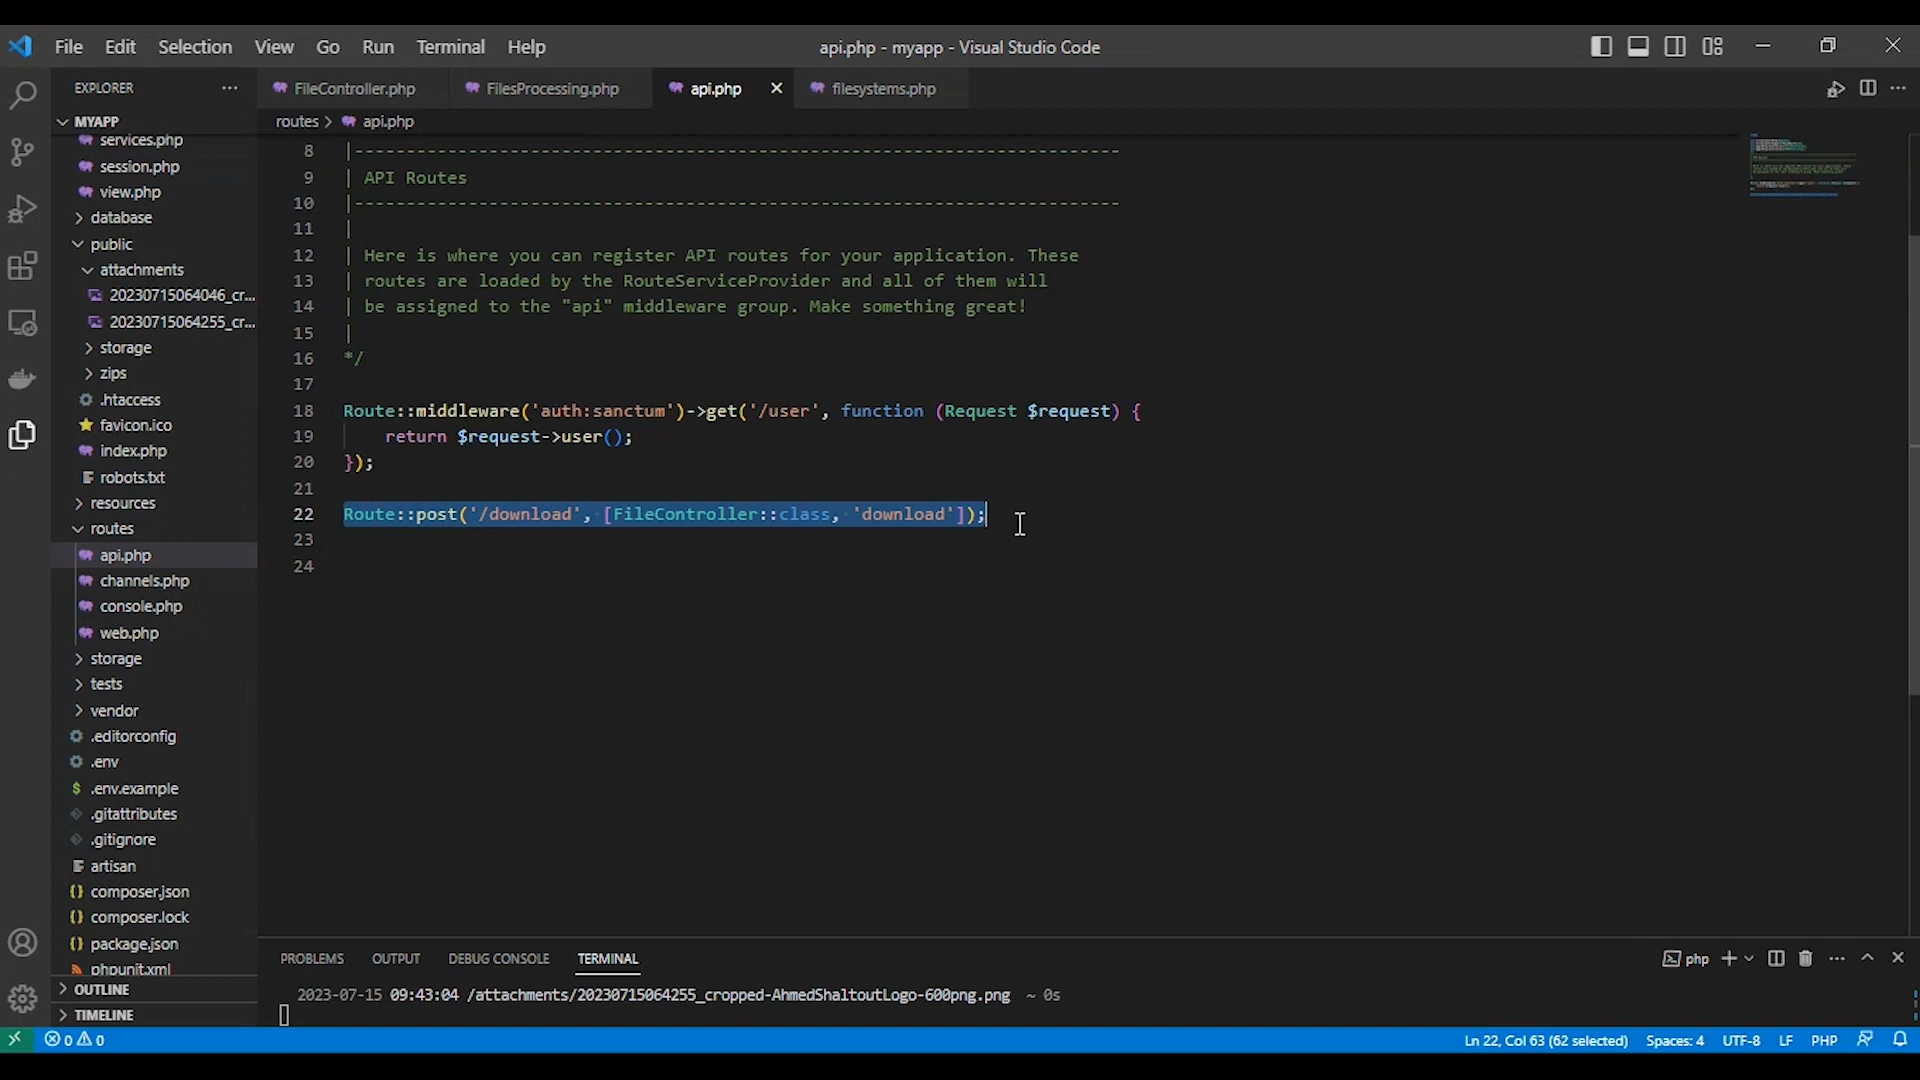 File Edit Selection View Go Run Terminal Help
api.php - myapp - Visual Studio Code
EXPLORER
FileController.php
FilesProcessing.php
api.php
filesystems.php
MYAPP
routes > api.php
services.php
session.php
view.php
database
public
attachments
20230715064046_cr...
20230715064255_cr...
storage
zips
.htaccess
favicon.ico
index.php
robots.txt
resources
routes
api.php
channels.php
console.php
web.php
storage
tests
vendor
.editorconfig
.env
.env.example
.gitattributes
.gitignore
artisan
composer.json
composer.lock
package.json
phpunit.xml
OUTLINE
TIMELINE
8 |--------------------------------------------------------------------------
9 | API Routes
10 |--------------------------------------------------------------------------
11 |
12 | Here is where you can register API routes for your application. These
13 | routes are loaded by the RouteServiceProvider and all of them will
14 | be assigned to the "api" middleware group. Make something great!
15 |
16 */
17
18 Route::middleware('auth:sanctum')->get('/user', function (Request $request) {
19     return $request->user();
20 });
21
22 Route::post('/download', [FileController::class, 'download']);
23
24
PROBLEMS OUTPUT DEBUG CONSOLE TERMINAL
php
2023-07-15 09:43:04 /attachments/20230715064255_cropped-AhmedShaltoutLogo-600png.png ~ 0s
0 0
Ln 22, Col 63 (62 selected) Spaces: 4 UTF-8 LF PHP